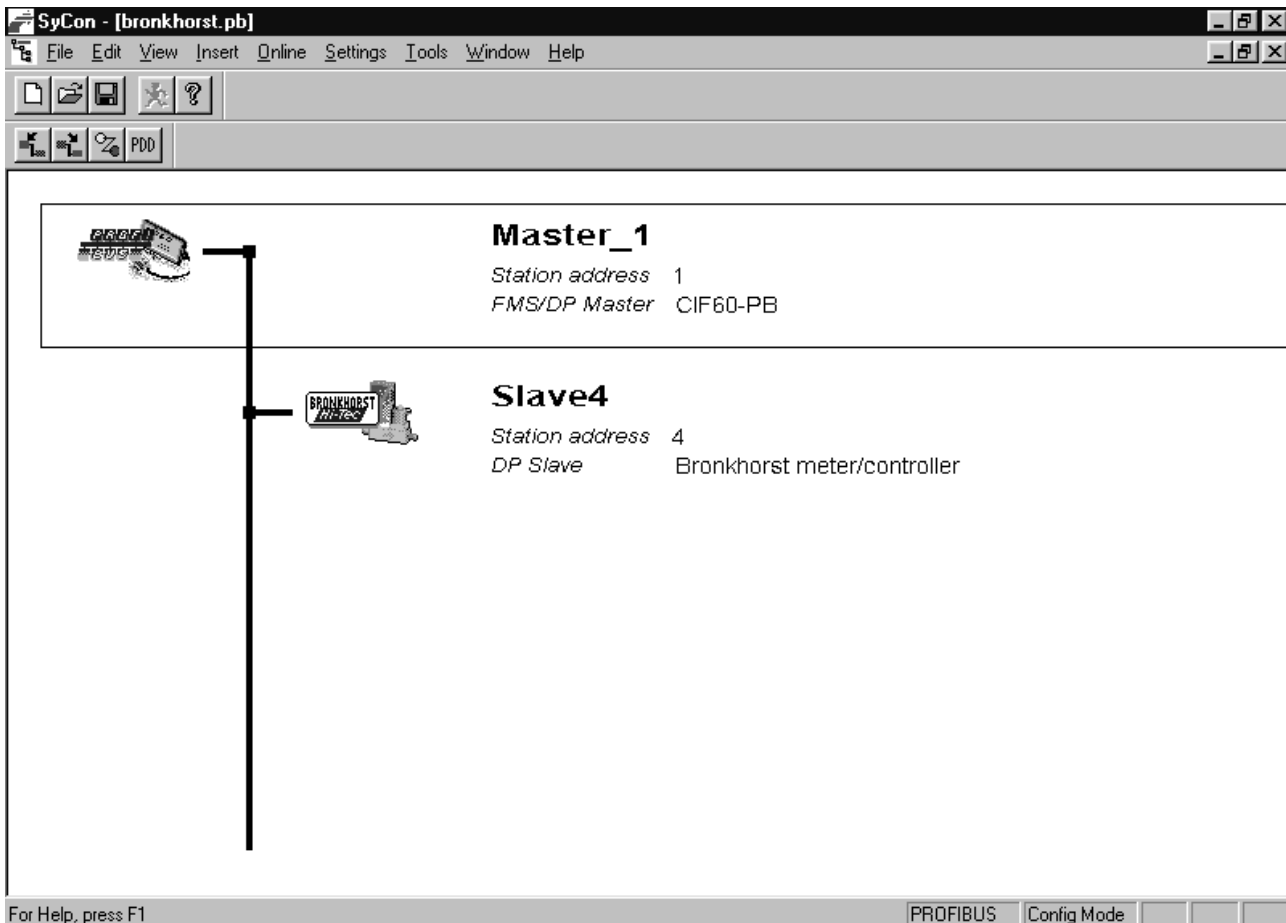 SyCon - [bronkhorst.pb]
File Edit View Insert Online Settings Tools Window Help
PDD
Master_1
Station address 1
FMS/DP Master CIF60-PB
BRONKHORST
HI-TEC
Slave4
Station address 4
DP Slave Bronkhorst meter/controller
For Help, press F1 PROFIBUS Config Mode